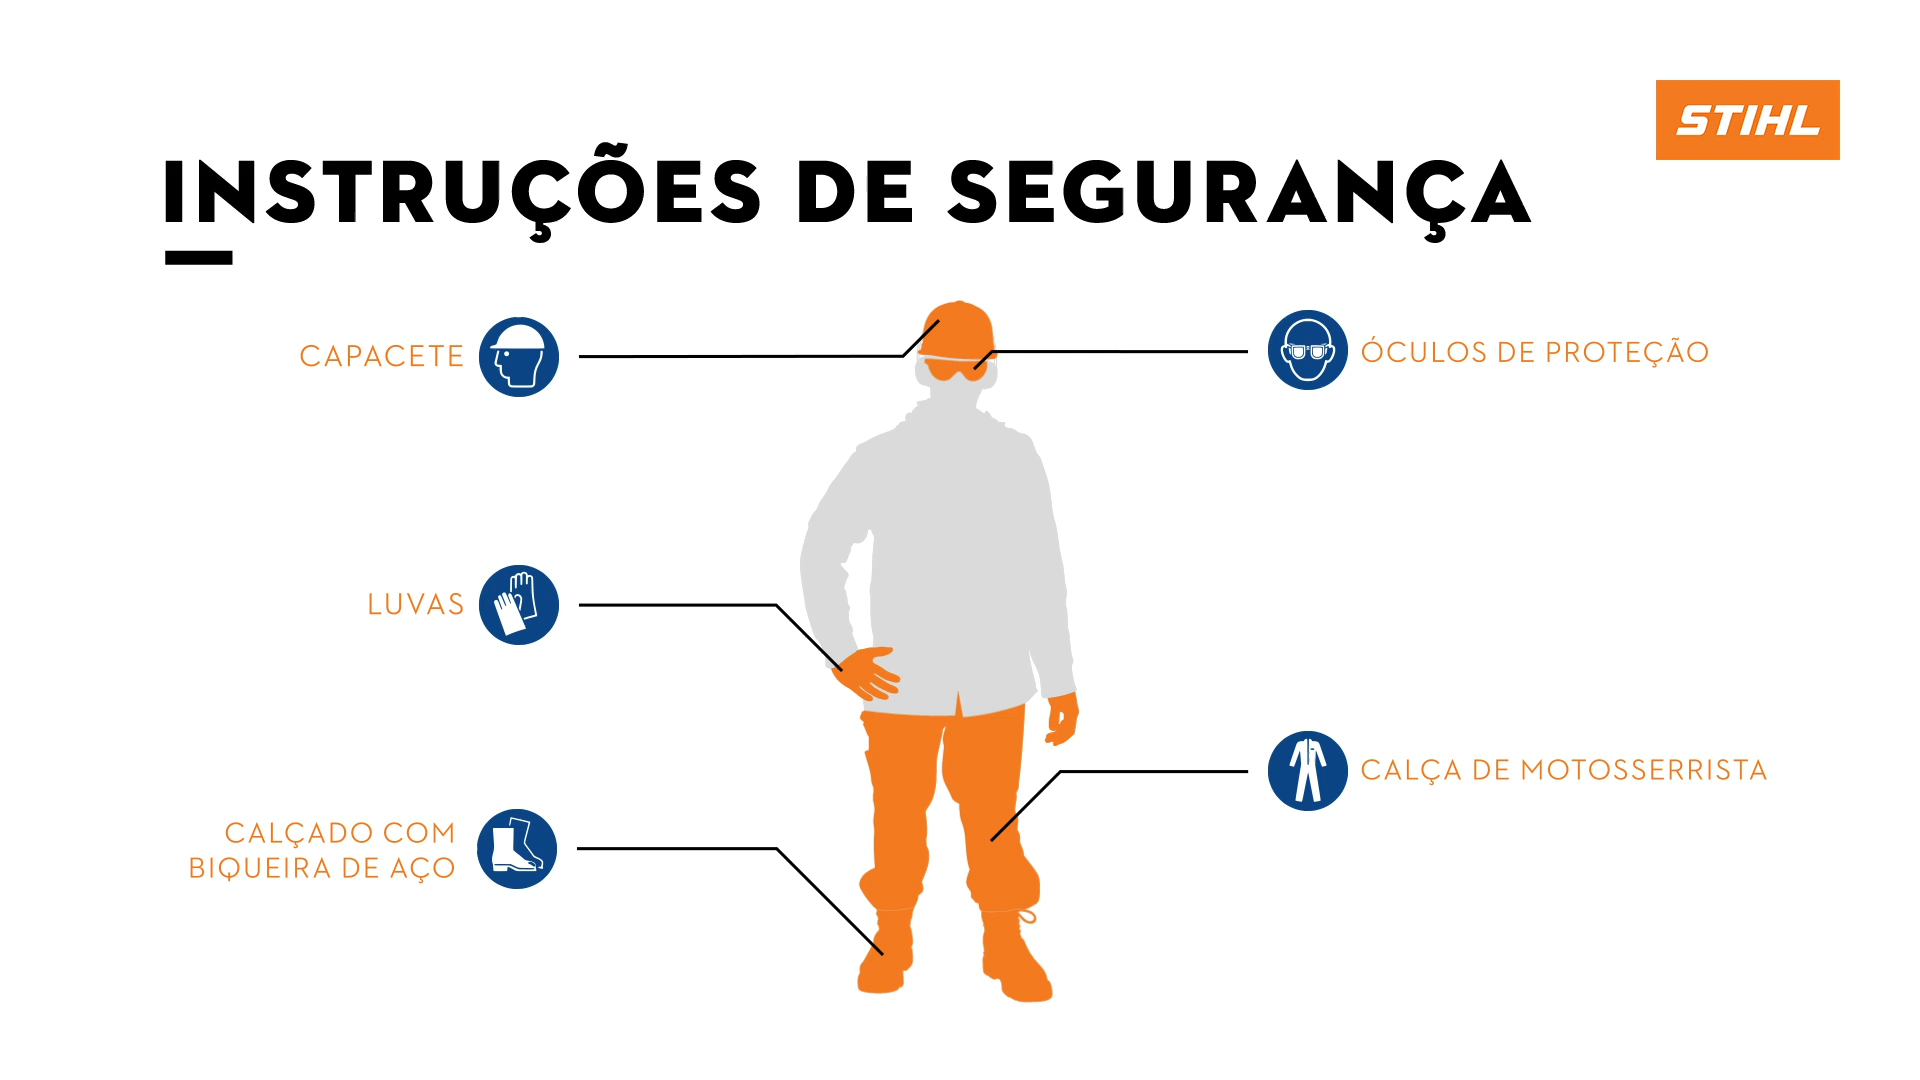 STIHL
INSTRUÇÕES DE SEGURANÇA
CAPACETE
ÓCULOS DE PROTEÇÃO
LUVAS
CALÇA DE MOTOSSERRISTA
CALÇADO COM
BIQUEIRA DE AÇO